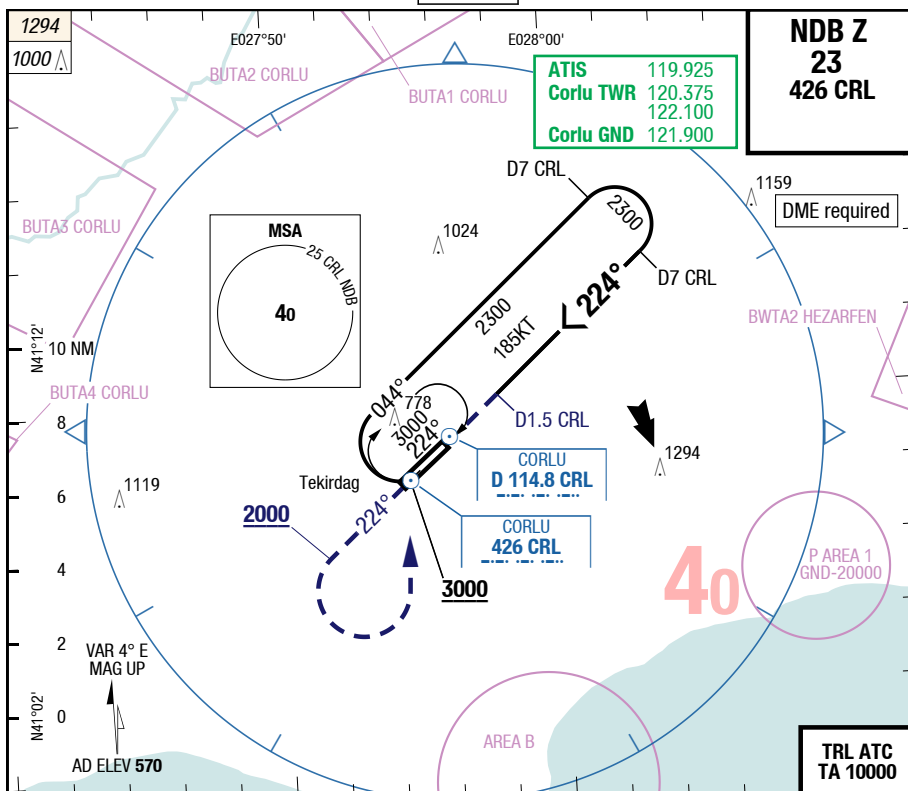 1294
1000
E027°50'
E028°00'
NDB Z
23
426 CRL
BUTA2 CORLU
BUTA1 CORLU
ATIS 119.925
Corlu TWR 120.375
122.100
Corlu GND 121.900
D7 CRL
1159
DME required
BUTA3 CORLU
MSA
25 CRL NDB
40
1024
2300
D7 CRL
2300
185KT
224°
BWTA2 HEZARFEN
N41°12'
10 NM
BUTA4 CORLU
044°
778
3000
224°
D1.5 CRL
8
CORLU
D 114.8 CRL
1294
Tekirdag
6
1119
2000
224°
CORLU
426 CRL
3000
40
P AREA 1
GND-20000
4
2
VAR 4° E
MAG UP
N41°02'
0
AD ELEV 570
AREA B
TRL ATC
TA 10000